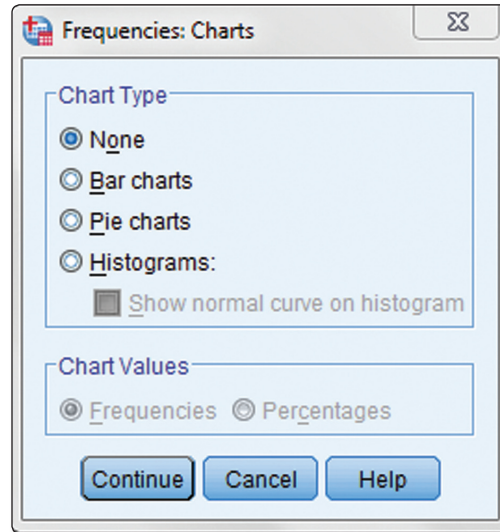 Frequencies: Charts
Chart Type
None
Bar charts
Pie charts
Histograms:
Show normal curve on histogram
Chart Values
Frequencies Percentages
Continue Cancel Help